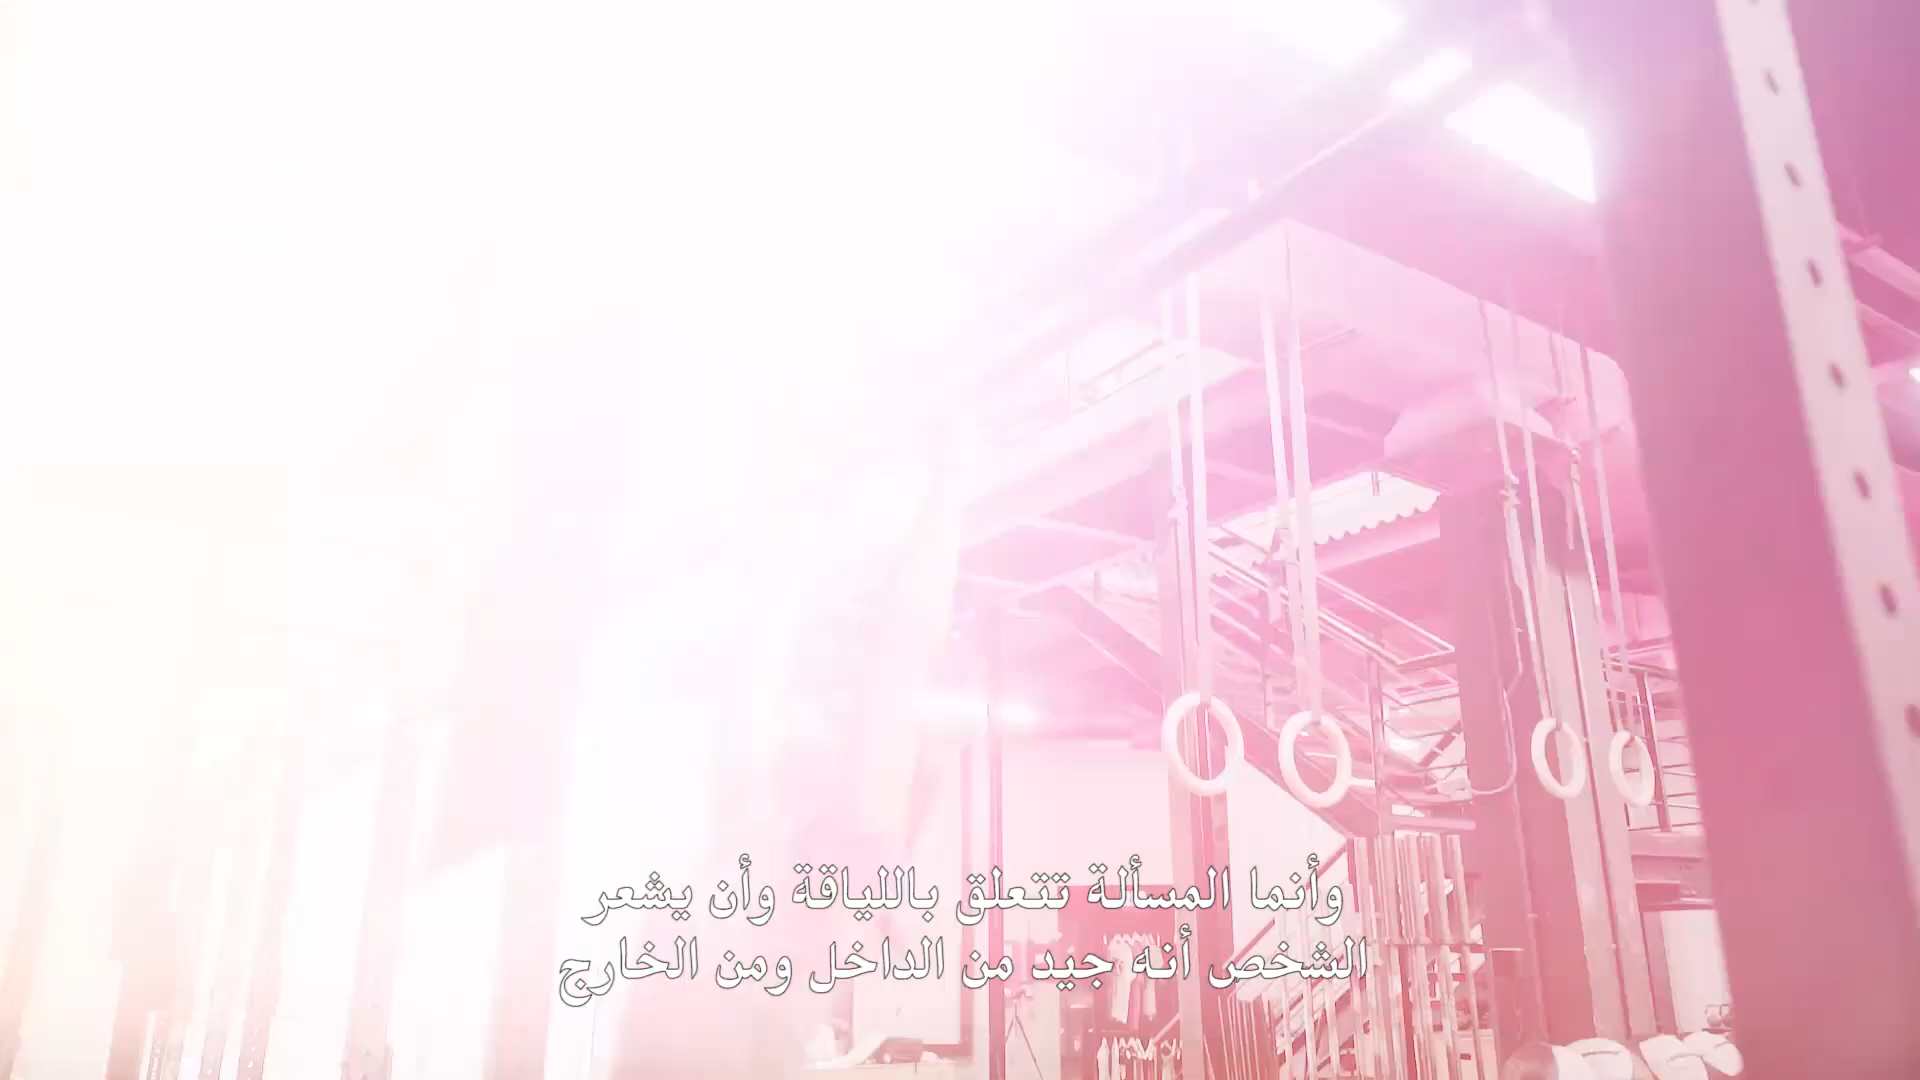 وأنما المسألة تتعلق باللياقة وأن يشعر
الشخص أنه جيد من الداخل ومن الخارج